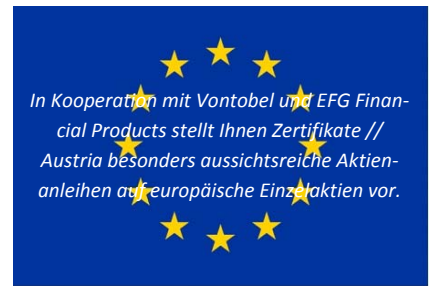 In Kooperation mit Vontobel und EFG Finan-
cial Products stellt Ihnen Zertifikate //
Austria besonders aussichtsreiche Aktien-
anleihen auf europäische Einzelaktien vor.